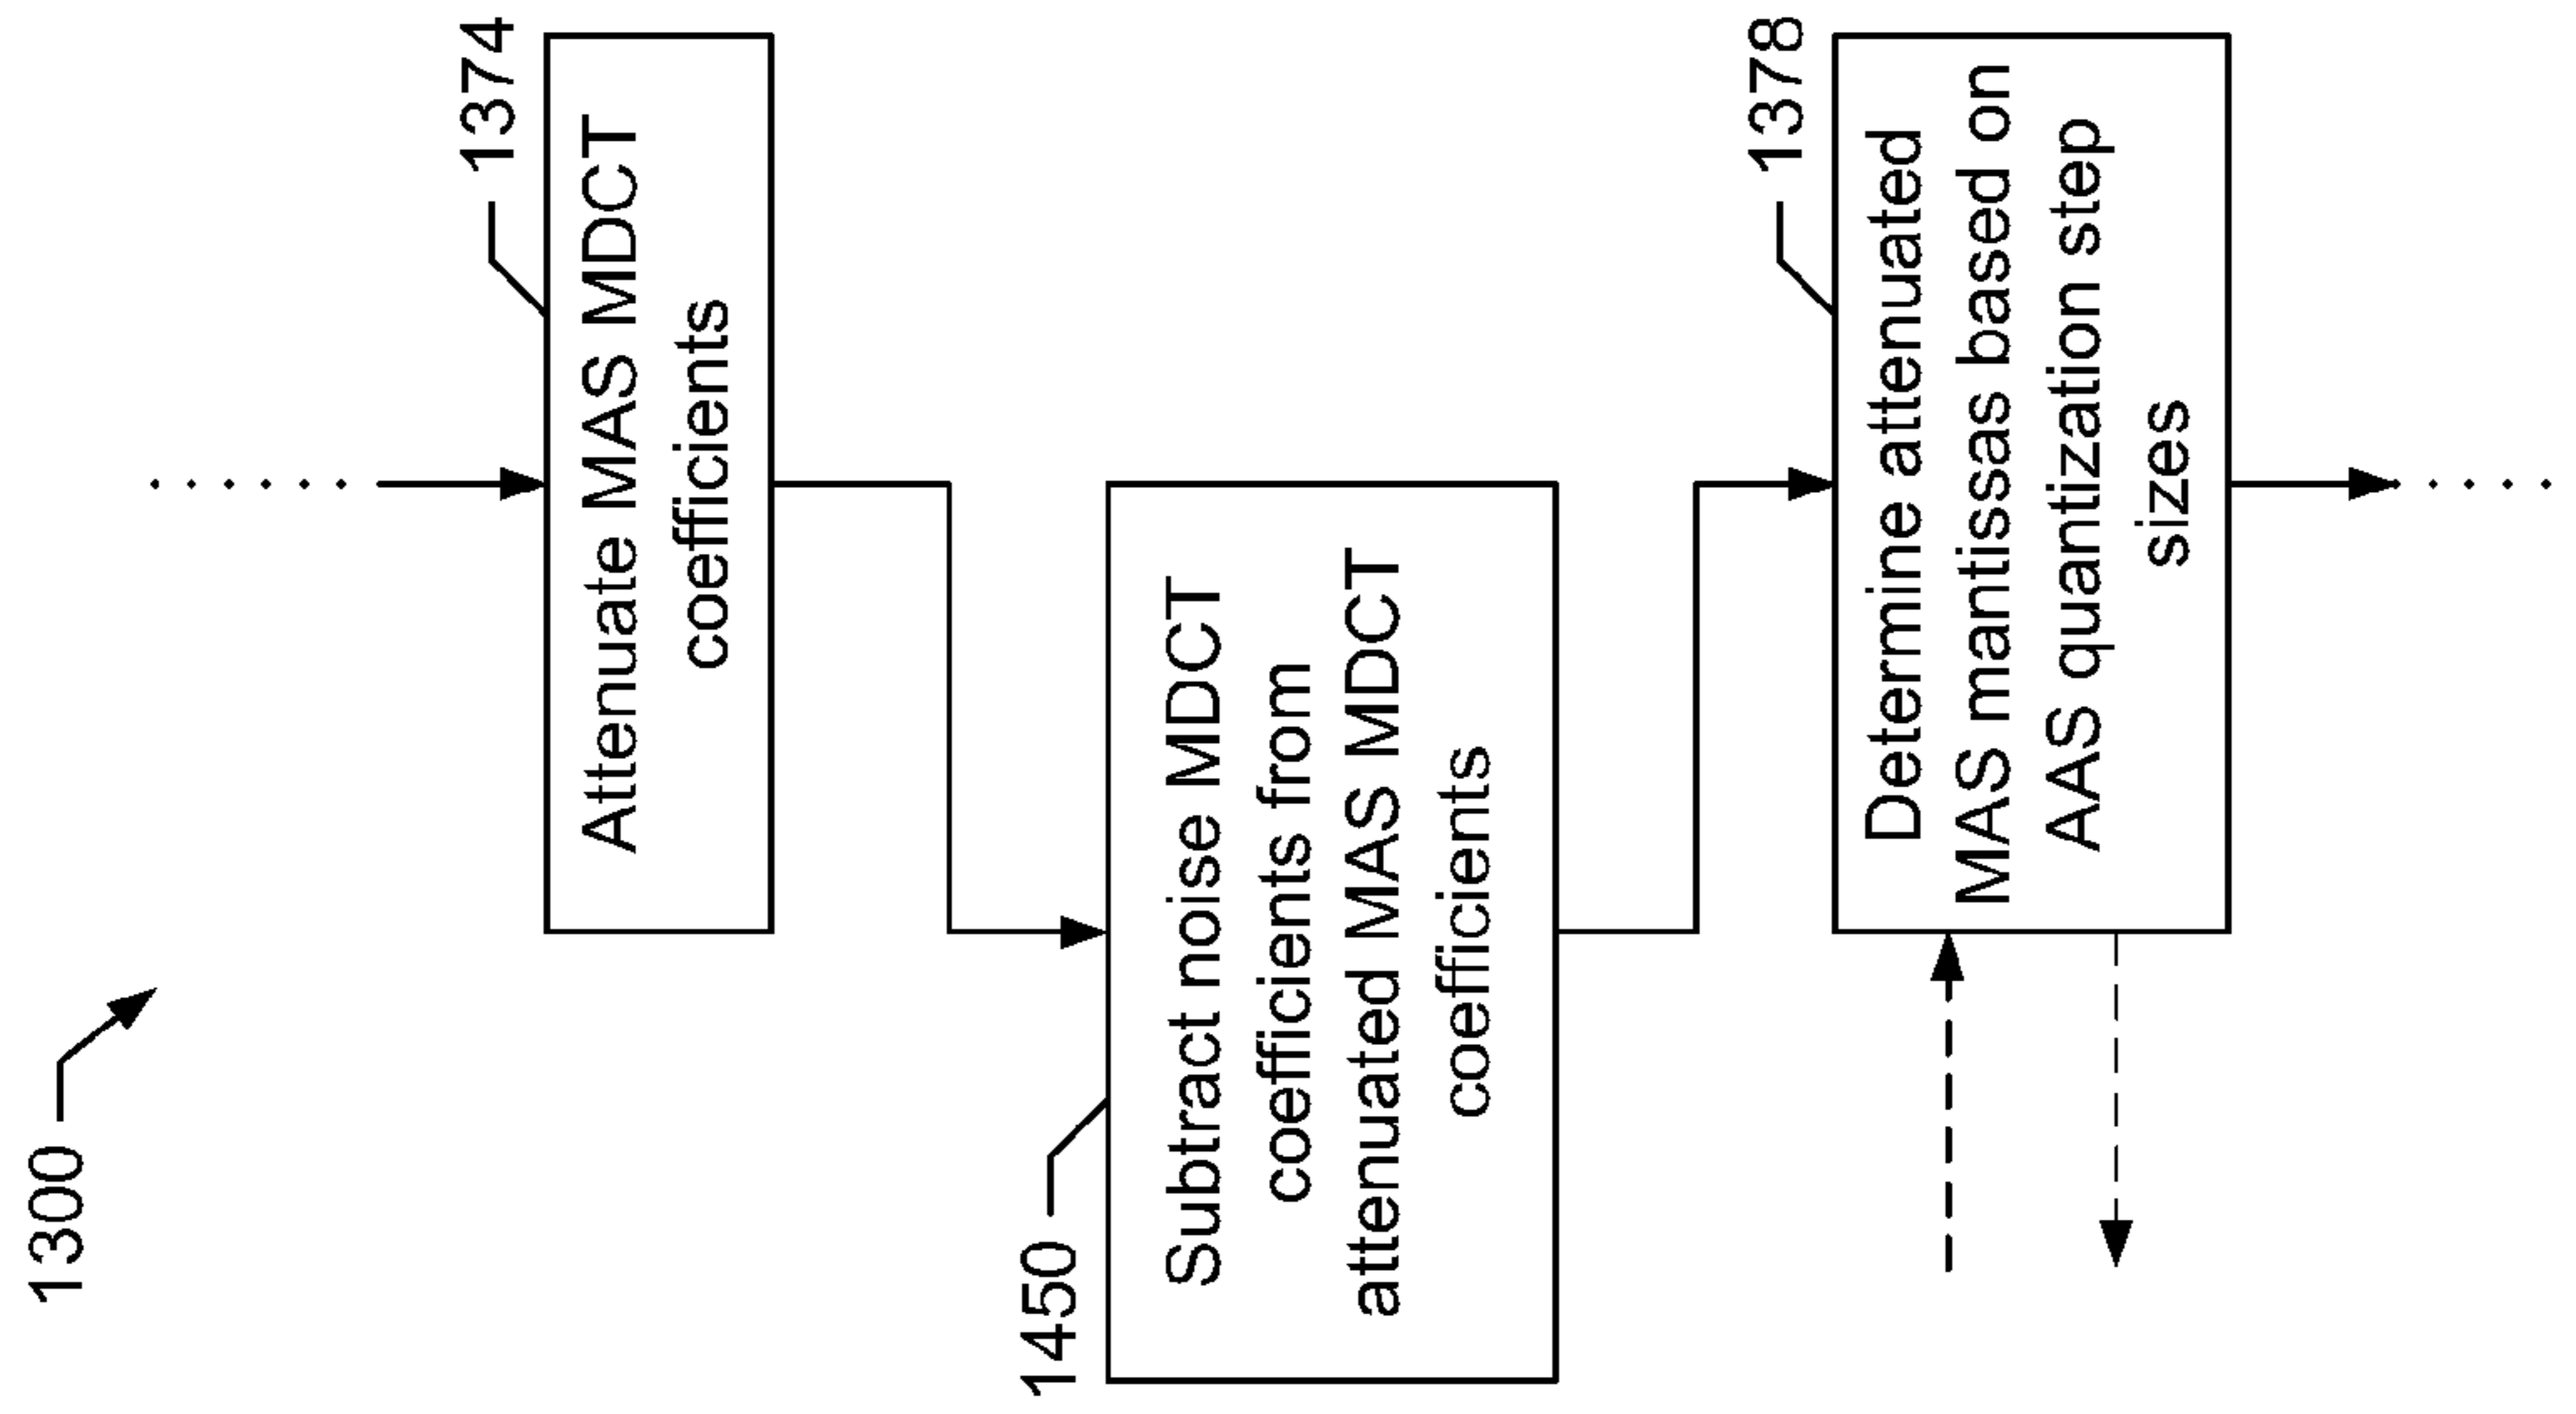 1300
1374
Attenuate MAS MDCT
coefficients
1450
Subtract noise MDCT
coefficients from
attenuated MAS MDCT
coefficients
1378
Determine attenuated
MAS mantissas based on
AAS quantization step
sizes